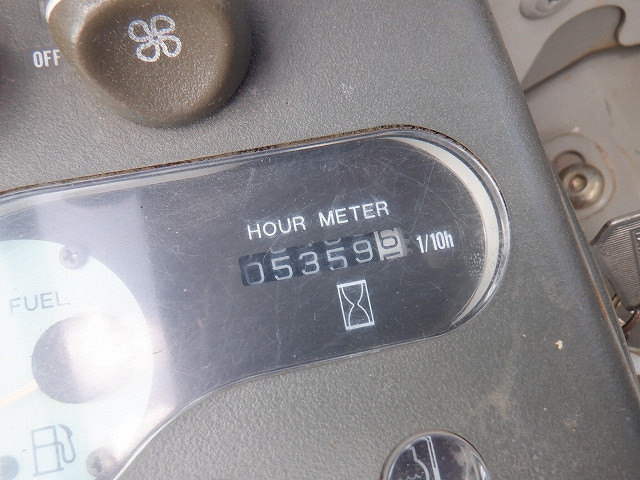 OFF
HOUR METER
053596 1/10h
FUEL